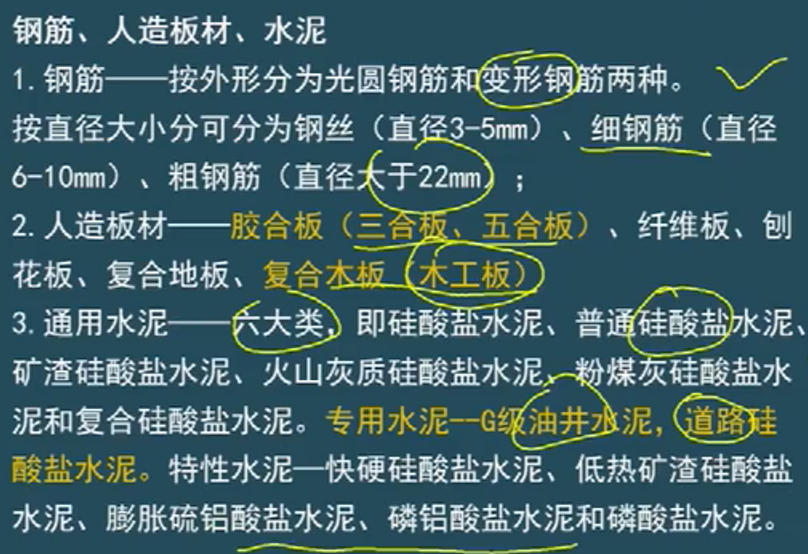 钢筋、人造板材、水泥
1.钢筋——按外形分为光圆钢筋和变形钢筋两种。
按直径大小分可分为钢丝（直径3-5mm）、细钢筋（直径
6-10mm）、粗钢筋（直径大于22mm）；
2.人造板材——胶合板（三合板、五合板）、纤维板、刨
花板、复合地板、复合木板（木工板）
3.通用水泥——六大类，即硅酸盐水泥、普通硅酸盐水泥、
矿渣硅酸盐水泥、火山灰质硅酸盐水泥、粉煤灰硅酸盐水
泥和复合硅酸盐水泥。专用水泥--G级油井水泥，道路硅
酸盐水泥。特性水泥—快硬硅酸盐水泥、低热矿渣硅酸盐
水泥、膨胀硫铝酸盐水泥、磷铝酸盐水泥和磷酸盐水泥。